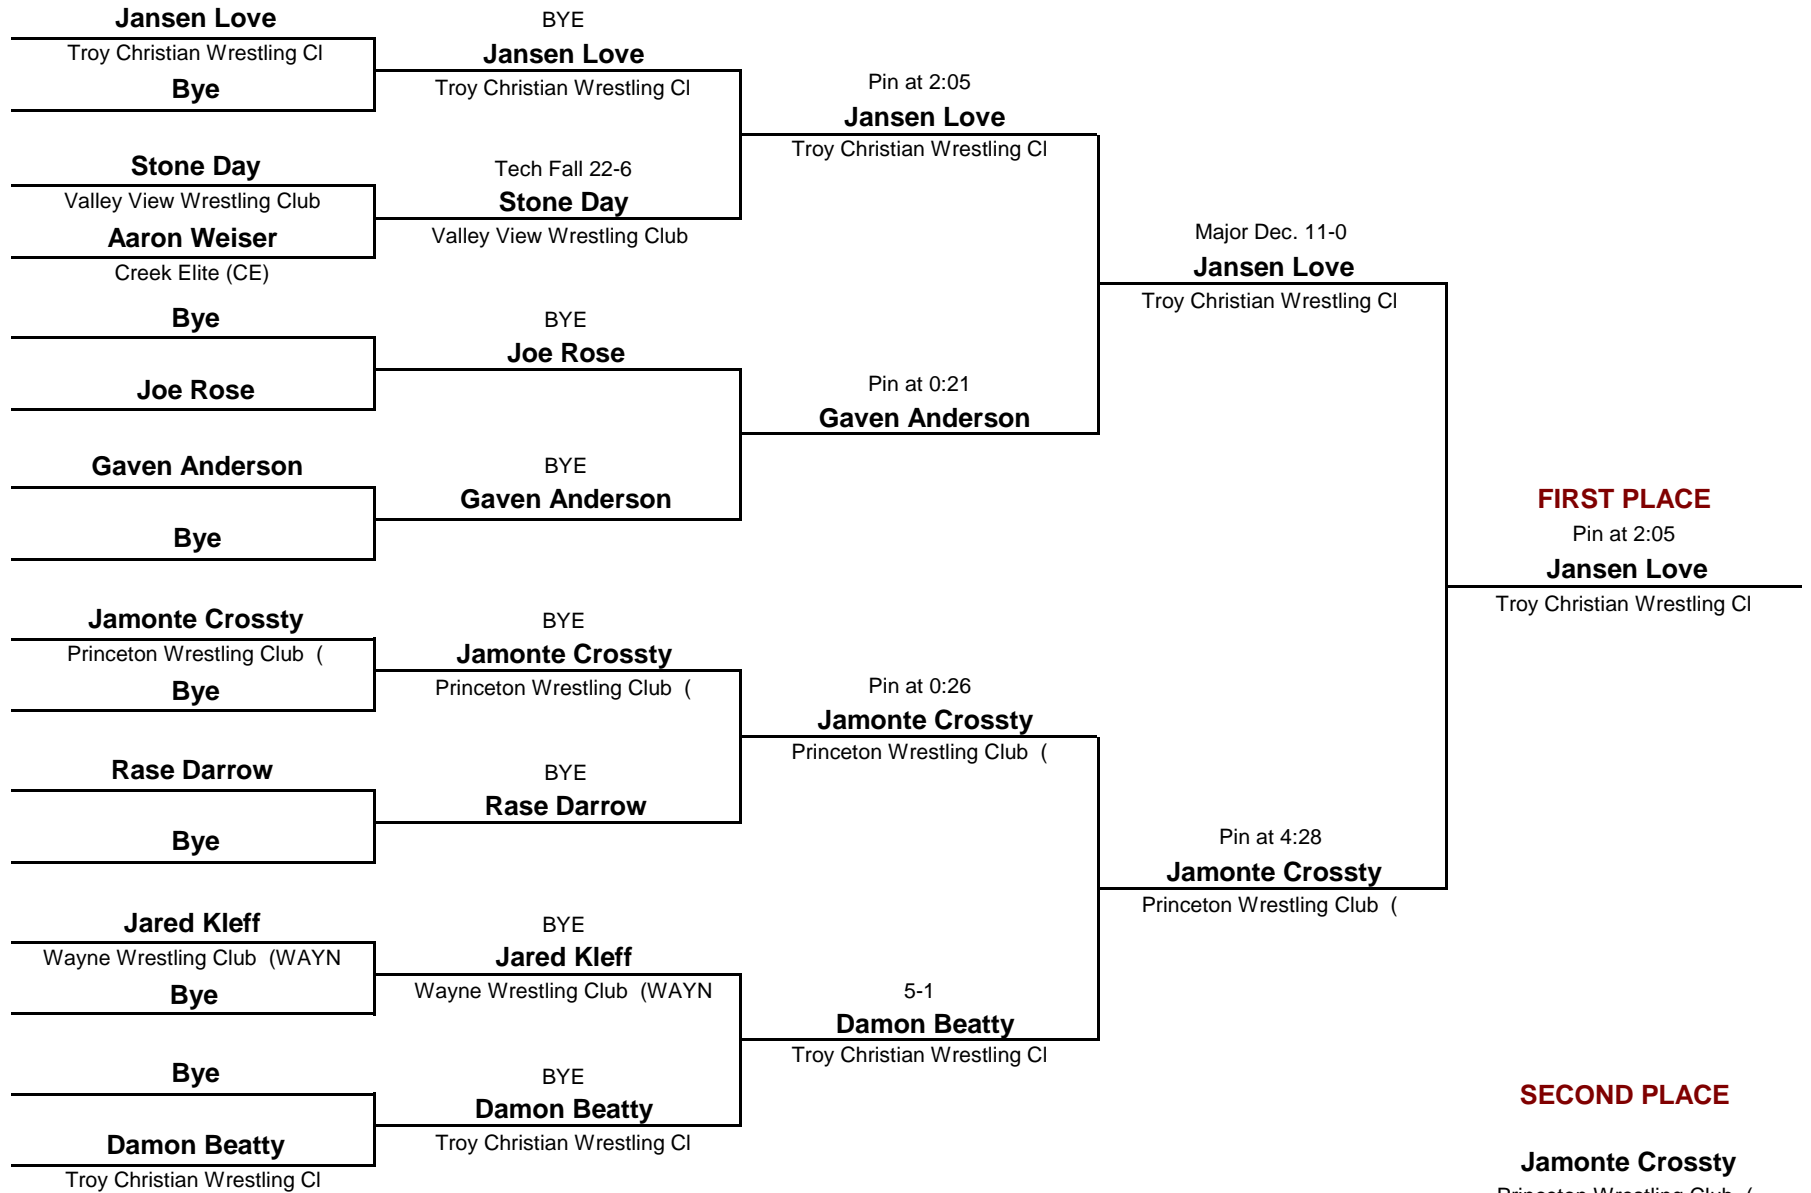 Jansen Love
Troy Christian Wrestling Cl
Bye
Stone Day
Valley View Wrestling Club
Aaron Weiser
Creek Elite (CE)
Bye
Joe Rose
Gaven Anderson
Bye
Jamonte Crossty
Princeton Wrestling Club (
Bye
Rase Darrow
Bye
Jared Kleff
Wayne Wrestling Club (WAYN
Bye
Bye
Damon Beatty
Troy Christian Wrestling Cl
BYE
Jansen Love
Troy Christian Wrestling Cl
Tech Fall 22-6
Stone Day
Valley View Wrestling Club
BYE
Joe Rose
BYE
Gaven Anderson
BYE
Jamonte Crossty
Princeton Wrestling Club (
BYE
Rase Darrow
BYE
Jared Kleff
Wayne Wrestling Club (WAYN
BYE
Damon Beatty
Troy Christian Wrestling Cl
Pin at 2:05
Jansen Love
Troy Christian Wrestling Cl
Pin at 0:21
Gaven Anderson
Pin at 0:26
Jamonte Crossty
Princeton Wrestling Club (
5-1
Damon Beatty
Troy Christian Wrestling Cl
Major Dec. 11-0
Jansen Love
Troy Christian Wrestling Cl
Pin at 4:28
Jamonte Crossty
Princeton Wrestling Club (
FIRST PLACE
Pin at 2:05
Jansen Love
Troy Christian Wrestling Cl
SECOND PLACE
Jamonte Crossty
Princeton Wrestling Club (